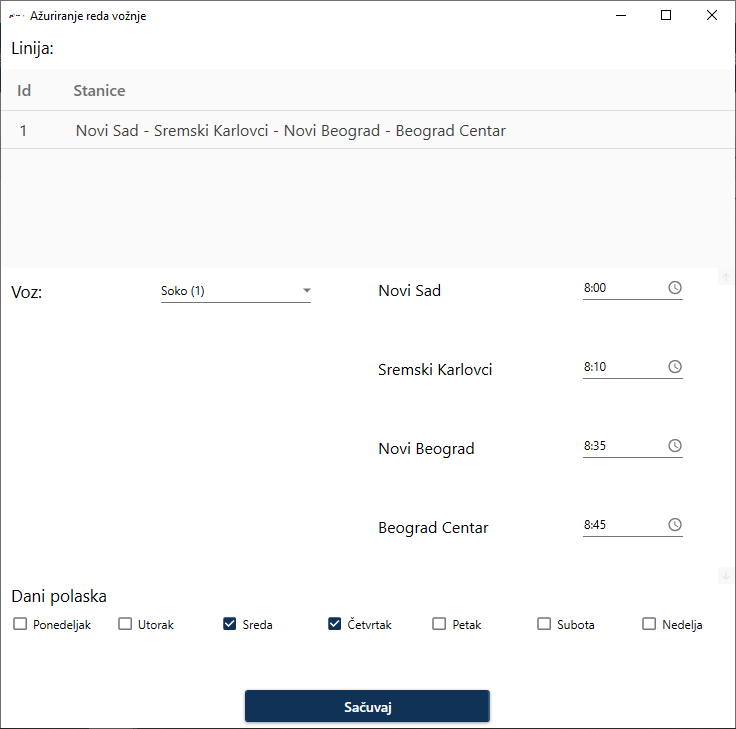 Ažuriranje reda vožnje
Linija:
Id Stanice
1 Novi Sad - Sremski Karlovci - Novi Beograd - Beograd Centar
Voz: Soko (1) Novi Sad 8:00
Sremski Karlovci 8:10
Novi Beograd 8:35
Beograd Centar 8:45
Dani polaska
Ponedeljak Utorak Sreda Četvrtak Petak Subota Nedelja
Sačuvaj